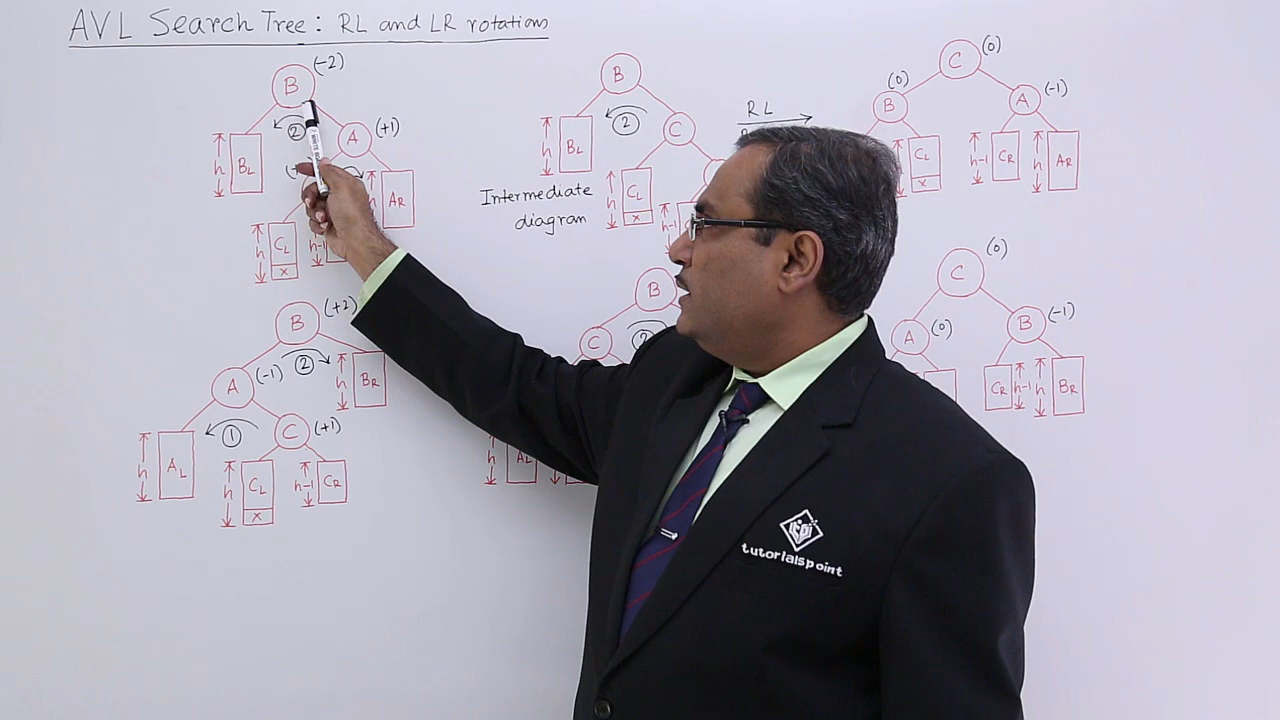 AVL Search Tree: RL and LR rotations
B (-2)
2 A (+1)
h BL
AR
h CL h-1
x
B
2 C
h BL
h CL
x
Intermediate
diagram
RL
C (0)
(0) B A (-1)
CL h-1 CR AR
x
B (+2)
2
A (-1) h BR
1 C (+1)
h AL
h CL h-1 CR
x
B
C 2
h AL
C (0)
A (0) B (-1)
CR h-1 h BR
tutorialspoint